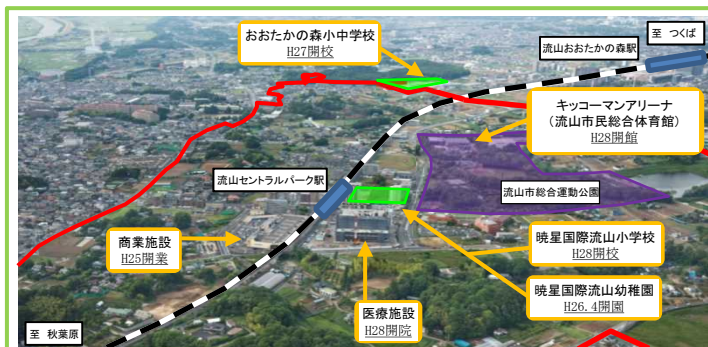 おおたかの森小中学校
H27開校
至 つくば
流山おおたかの森駅
キッコーマンアリーナ
（流山市民総合体育館）
H28開館
流山セントラルパーク駅
流山市総合運動公園
商業施設
H25開業
暁星国際流山小学校
H28開校
暁星国際流山幼稚園
H26.4開園
医療施設
H28開院
至 秋葉原